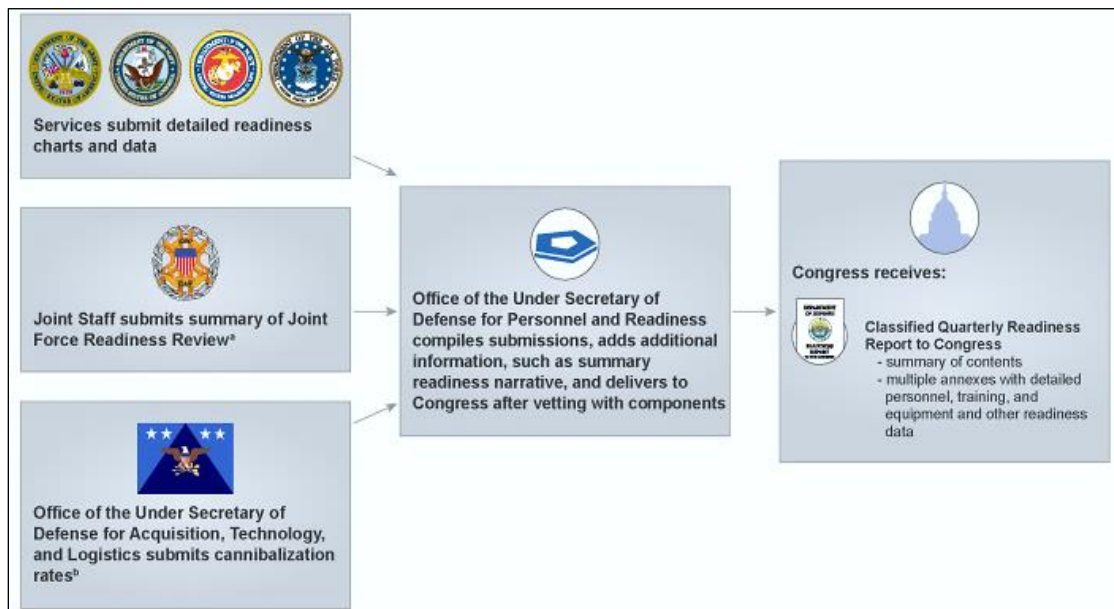 Services submit detailed readiness
charts and data
Joint Staff submits summary of Joint
Force Readiness Reviewᵃ
Office of the Under Secretary of
Defense for Acquisition, Technology,
and Logistics submits cannibalization
ratesᵇ
Office of the Under Secretary of
Defense for Personnel and Readiness
compiles submissions, adds additional
information, such as summary
readiness narrative, and delivers to
Congress after vetting with components
Congress receives:
Classified Quarterly Readiness
Report to Congress
- summary of contents
- multiple annexes with detailed
personnel, training, and
equipment and other readiness
data